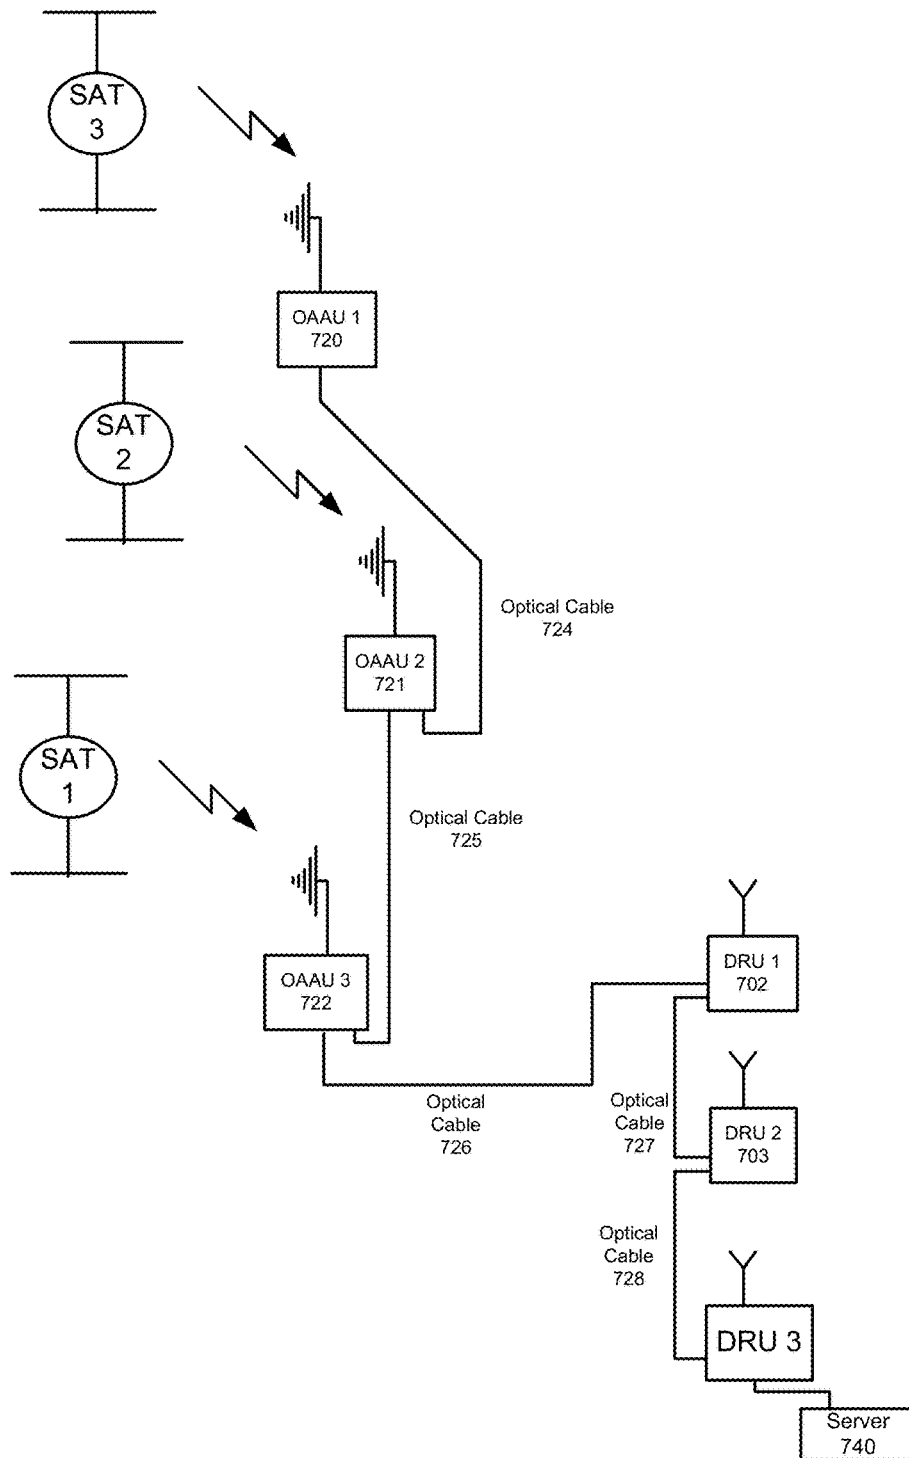 SAT
3
OAAU 1
720
SAT
2
Optical Cable
724
OAAU 2
721
SAT
1
Optical Cable
725
DRU 1
702
OAAU 3
722
Optical
Cable
726
Optical
Cable
727
DRU 2
703
Optical
Cable
728
DRU 3
Server
740